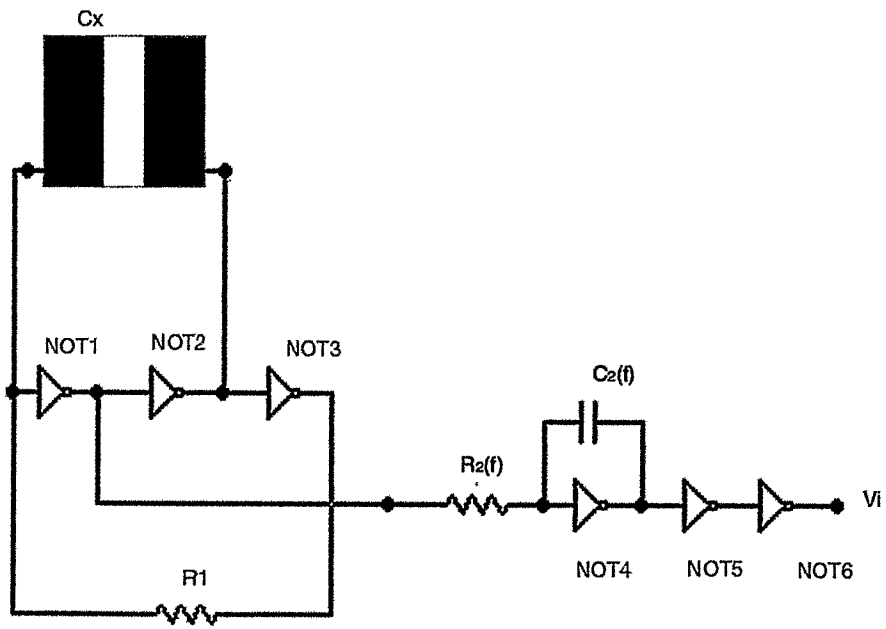 Cx
NOT1
NOT2
NOT3
C2(f)
R2(f)
Vi
NOT4
NOT5
NOT6
R1